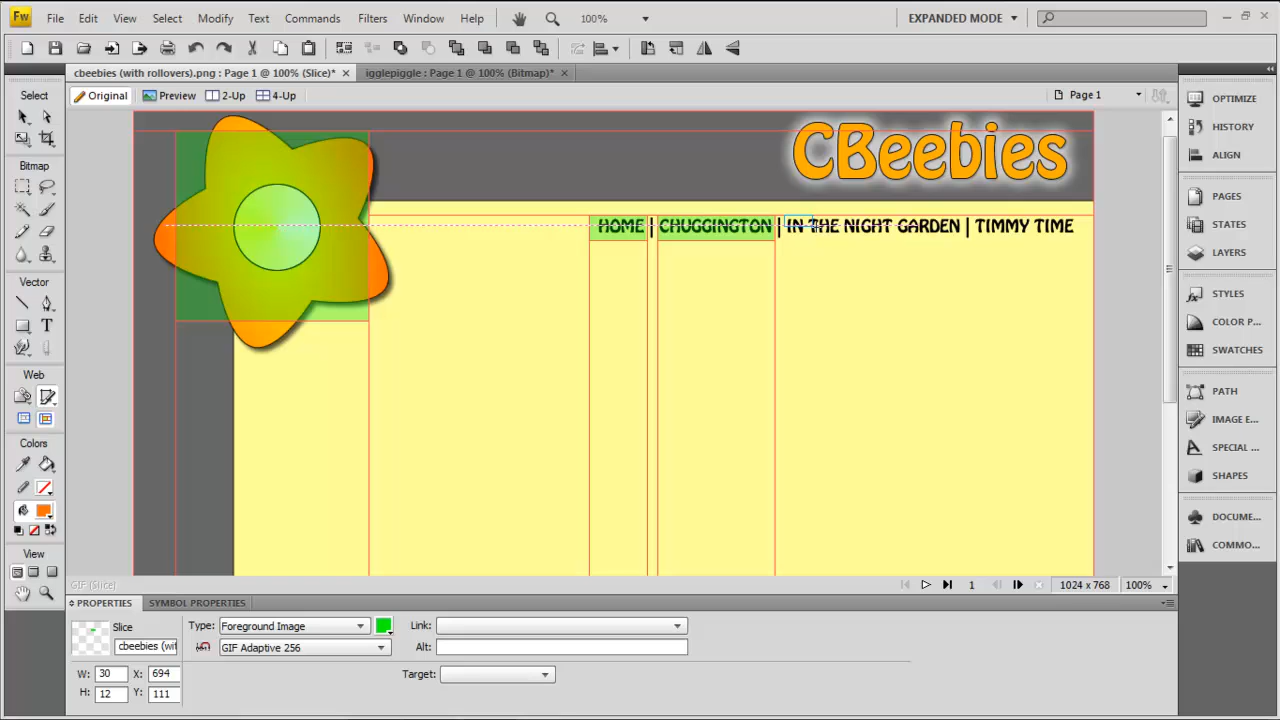 Fw File Edit View Select Modify Text Commands Filters Window Help 100% EXPANDED MODE
cbeebies (with rollovers).png : Page 1 @ 100% (Slice)* igglepiggle : Page 1 @ 100% (Bitmap)*
Original Preview 2-Up 4-Up Page 1
Select
Bitmap
Vector
Web
Colors
View
CBeebies
HOME | CHUGGINGTON | IN THE NIGHT GARDEN | TIMMY TIME
OPTIMIZE
HISTORY
ALIGN
PAGES
STATES
LAYERS
STYLES
COLOR P...
SWATCHES
PATH
IMAGE E...
SPECIAL ...
SHAPES
DOCUME...
COMMO...
GIF (Slice) 1 1024 x 768 100%
PROPERTIES SYMBOL PROPERTIES
Slice Type: Foreground Image Link:
cbeebies (wit GIF Adaptive 256 Alt:
W: 30 X: 694 Target:
H: 12 Y: 111